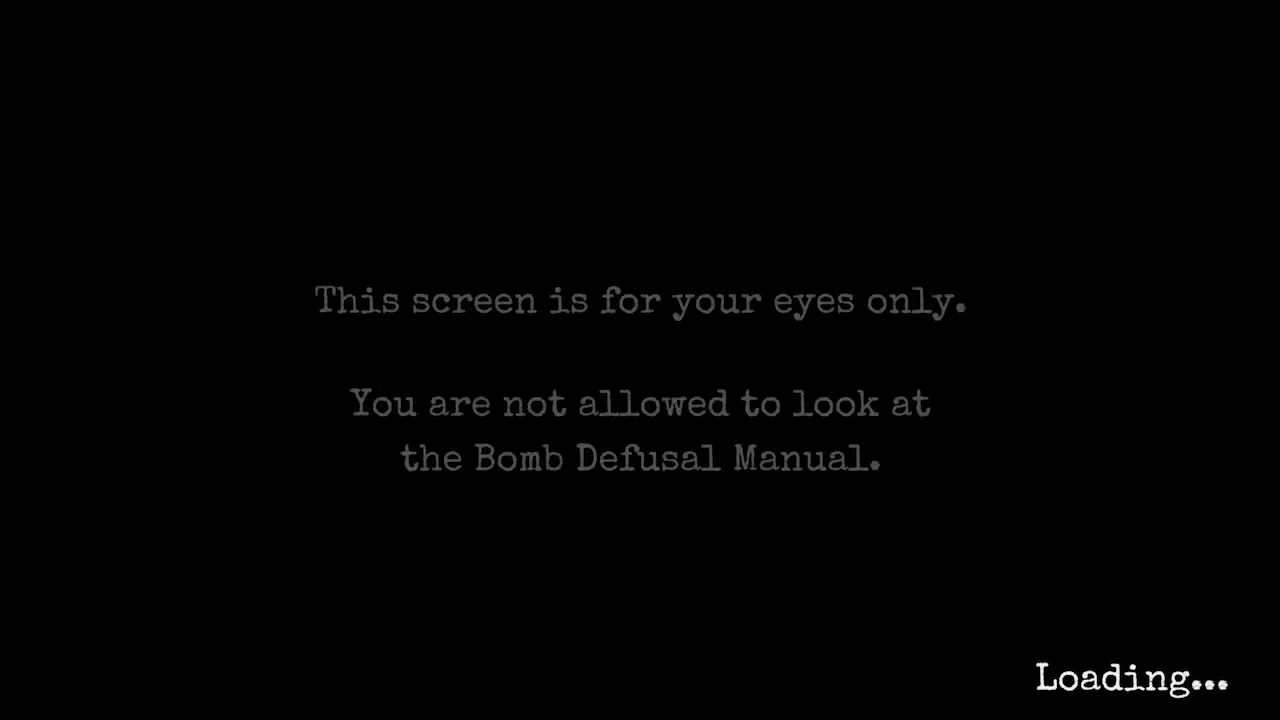 This screen is for your eyes only.
You are not allowed to look at
the Bomb Defusal Manual.
Loading...